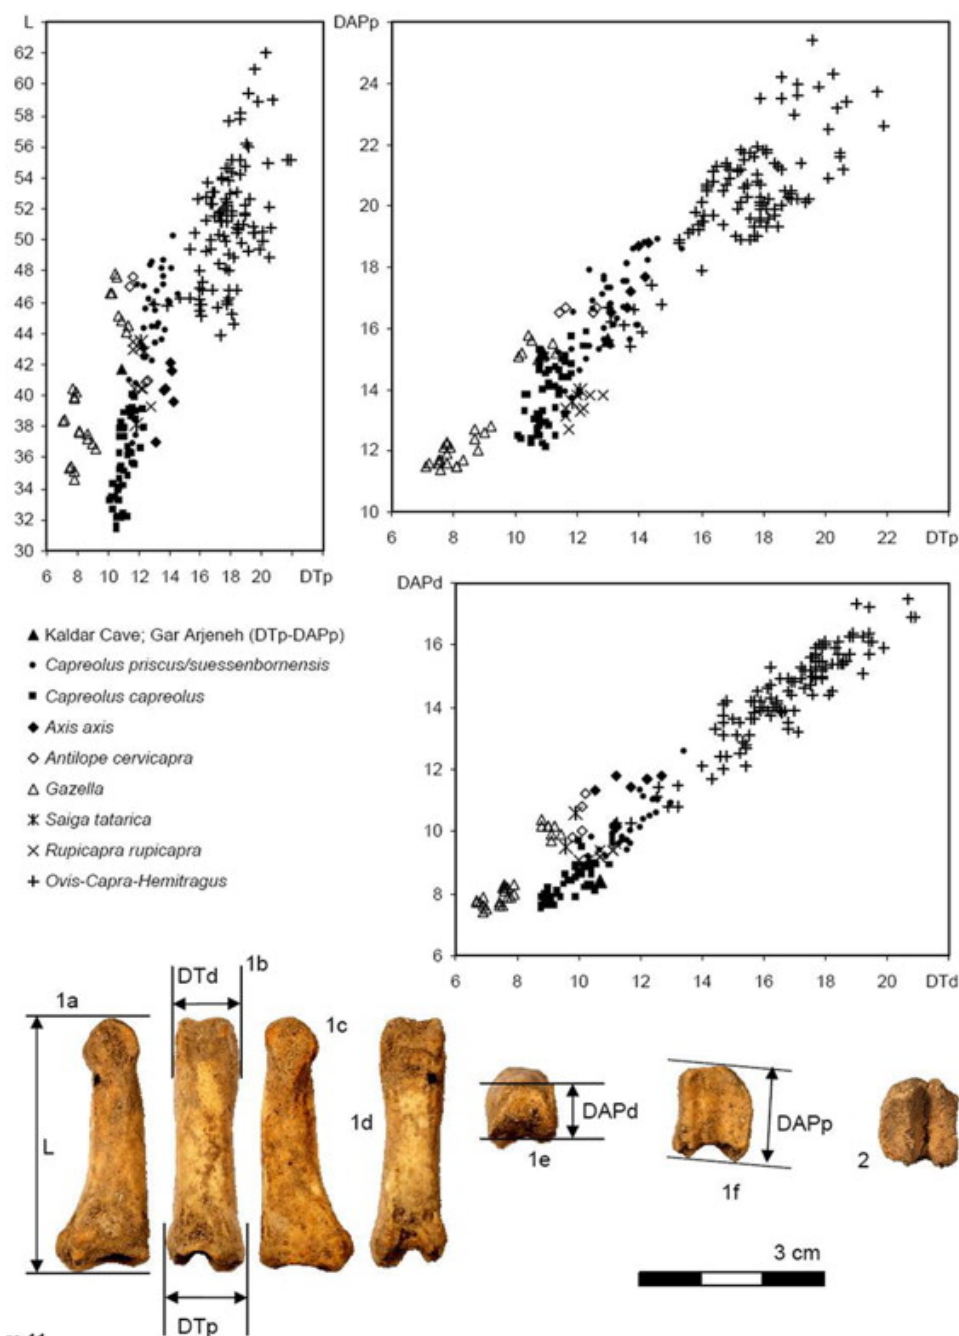 L
62
60
58
56
54
52
50
48
46
44
42
40
38
36
34
32
30
6 8 10 12 14 16 18 20 DTp
DAPp
24
22
20
18
16
14
12
10
6 8 10 12 14 16 18 20 22 DTp
DAPd
16
14
12
10
8
6
6 8 10 12 14 16 18 20 DTd
Kaldar Cave; Gar Arjeneh (DTp-DAPp)
Capreolus priscus/suessenbornensis
Capreolus capreolus
Axis axis
Antilope cervicapra
Gazella
Saiga tatarica
Rupicapra rupicapra
Ovis-Capra-Hemitragus
1a
DTd
1b
1c
L
1d
DAPd
1e
DAPp
1f
2
3 cm
DTp